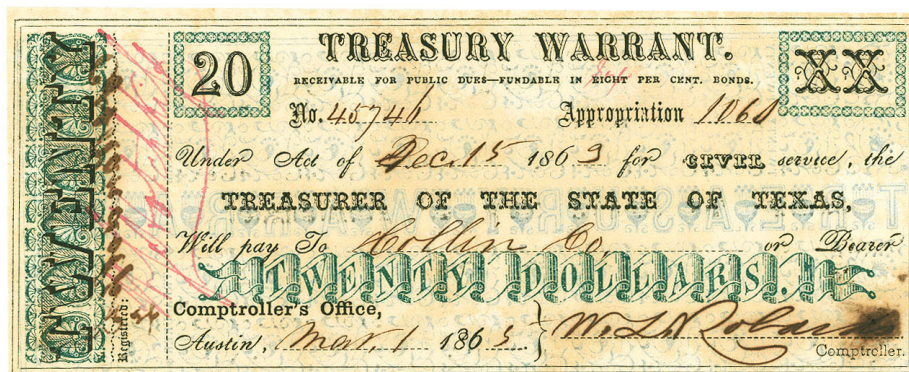 TWENTY
Registered:
20
TREASURY WARRANT.
XX
RECEIVABLE FOR PUBLIC DUES—FUNDABLE IN EIGHT PER CENT. BONDS.
No. 45741 Appropriation 1061
Under Act of Dec. 15 1863 for CIVIL service, the
TREASURER OF THE STATE OF TEXAS,
Will pay To Collin Co or Bearer
TWENTY DOLLARS.
Comptroller's Office,
Austin, Mar. 1 1865
W. L. Robards
Comptroller.